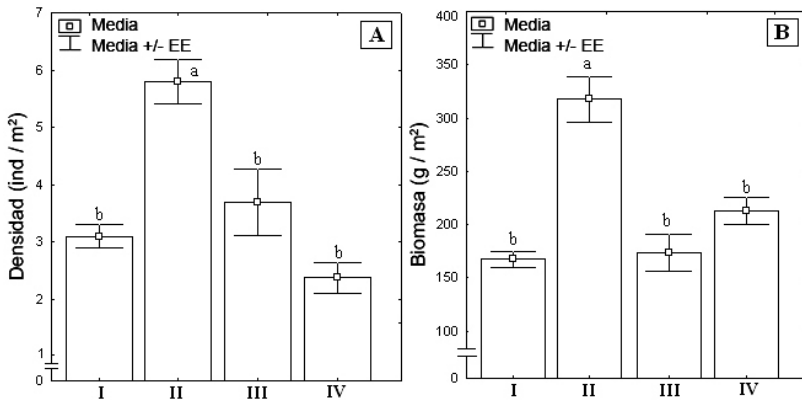 Media
Media +/- EE
A
Densidad (ind / m²)
7
6
5
4
3
2
1
0
a
b
b
b
I
II
III
IV
Media
Media +/- EE
B
Biomasa (g / m²)
400
350
300
250
200
150
100
0
a
b
b
b
I
II
III
IV